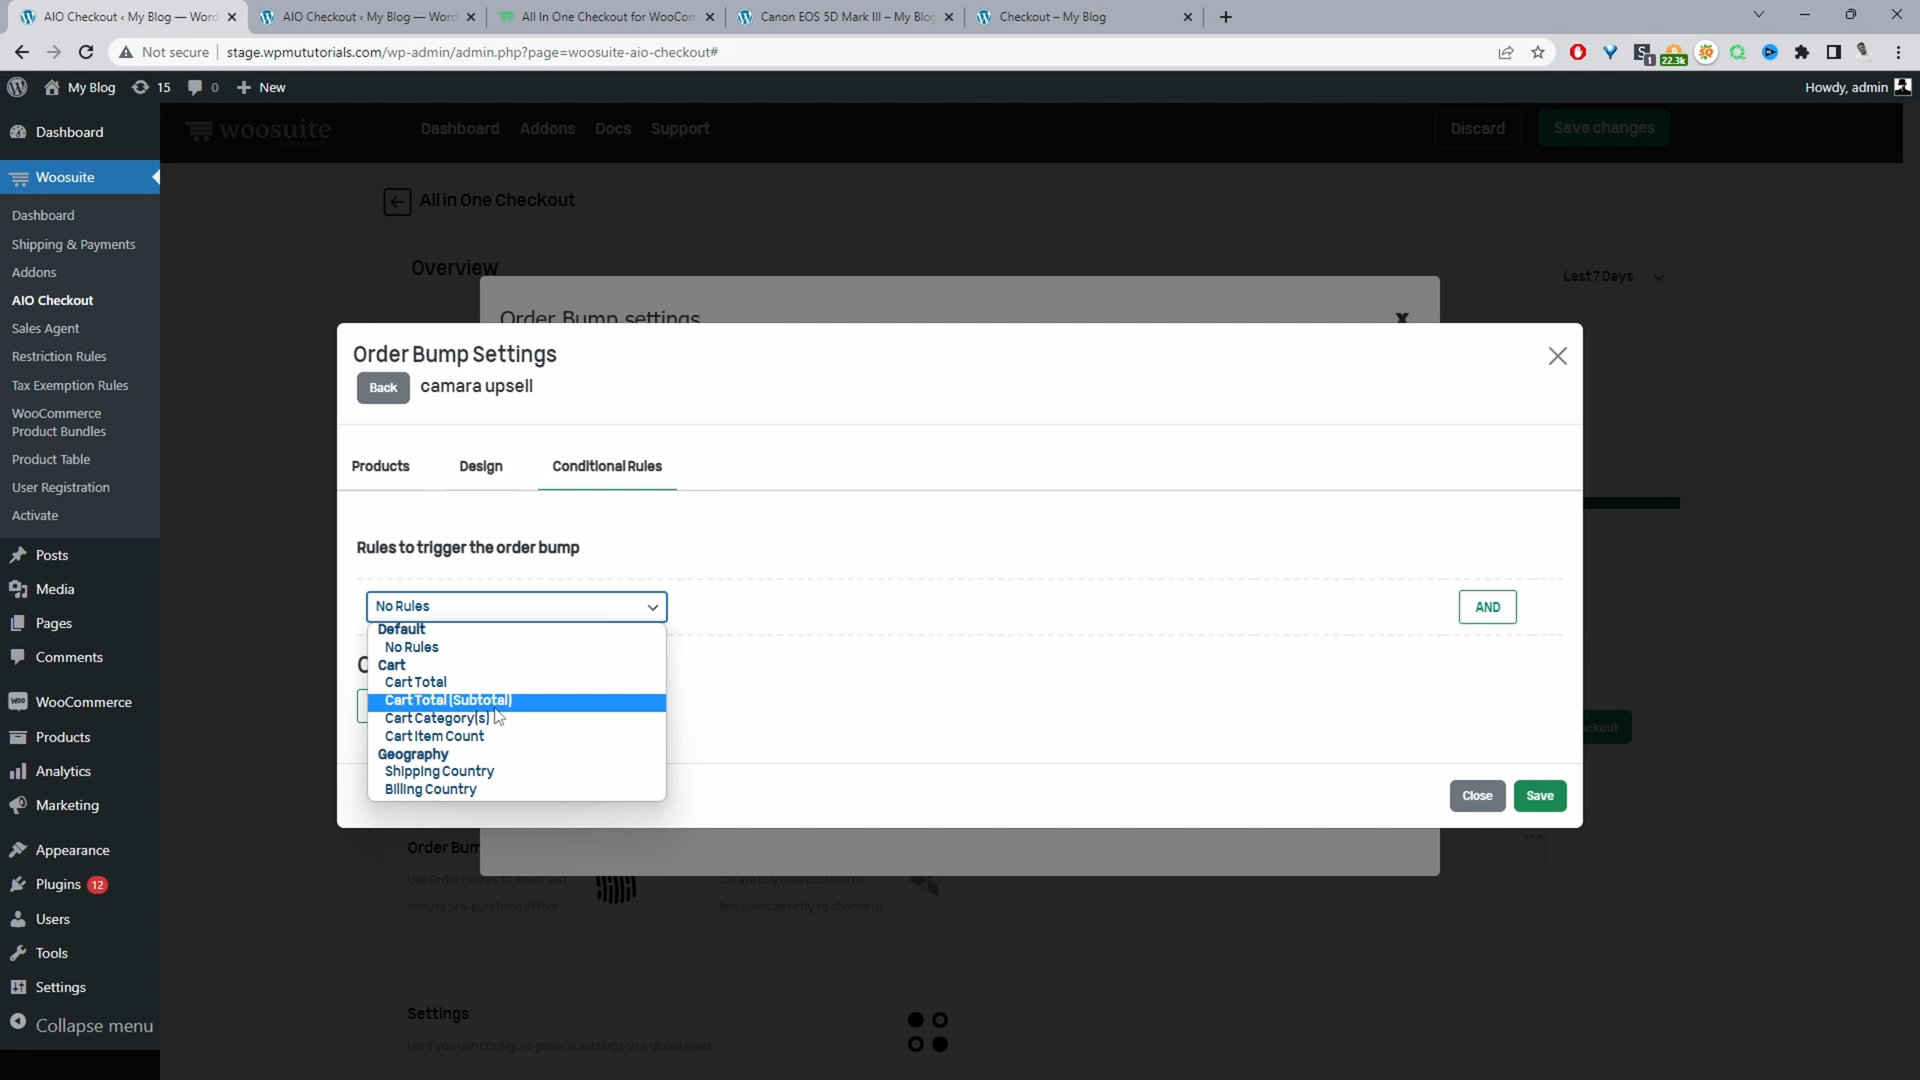 AIO Checkout ‹ My Blog — Word
AIO Checkout ‹ My Blog — Word
All In One Checkout for WooCom
Canon EOS 5D Mark III – My Blog
Checkout – My Blog
Not secure
stage.wpmututorials.com/wp-admin/admin.php?page=woosuite-aio-checkout#
1
22.3k
My Blog
15
0
New
Howdy, admin
Dashboard
Woosuite
Dashboard
Shipping & Payments
Addons
AIO Checkout
Sales Agent
Restriction Rules
Tax Exemption Rules
WooCommerce
Product Bundles
Product Table
User Registration
Activate
Posts
Media
Pages
Comments
WooCommerce
Products
Analytics
Marketing
Appearance
Plugins 12
Users
Tools
Settings
Collapse menu
woosuite
Dashboard
Addons
Docs
Support
Discard
Save changes
All in One Checkout
Overview
Last 7 Days
Order Bump settings
x
Order Bump Settings
Back
camara upsell
Products
Design
Conditional Rules
Rules to trigger the order bump
No Rules
AND
Default
No Rules
Cart
Cart Total
Cart Total (Subtotal)
Cart Category(s)
Cart Item Count
Geography
Shipping Country
Billing Country
Close
Save
Order Bum
Use Order Bumps to make last
minute pre-purchase offers
Create Buy now buttons to
link users directly to checkout
Settings
Here you can configure general settings on a global level